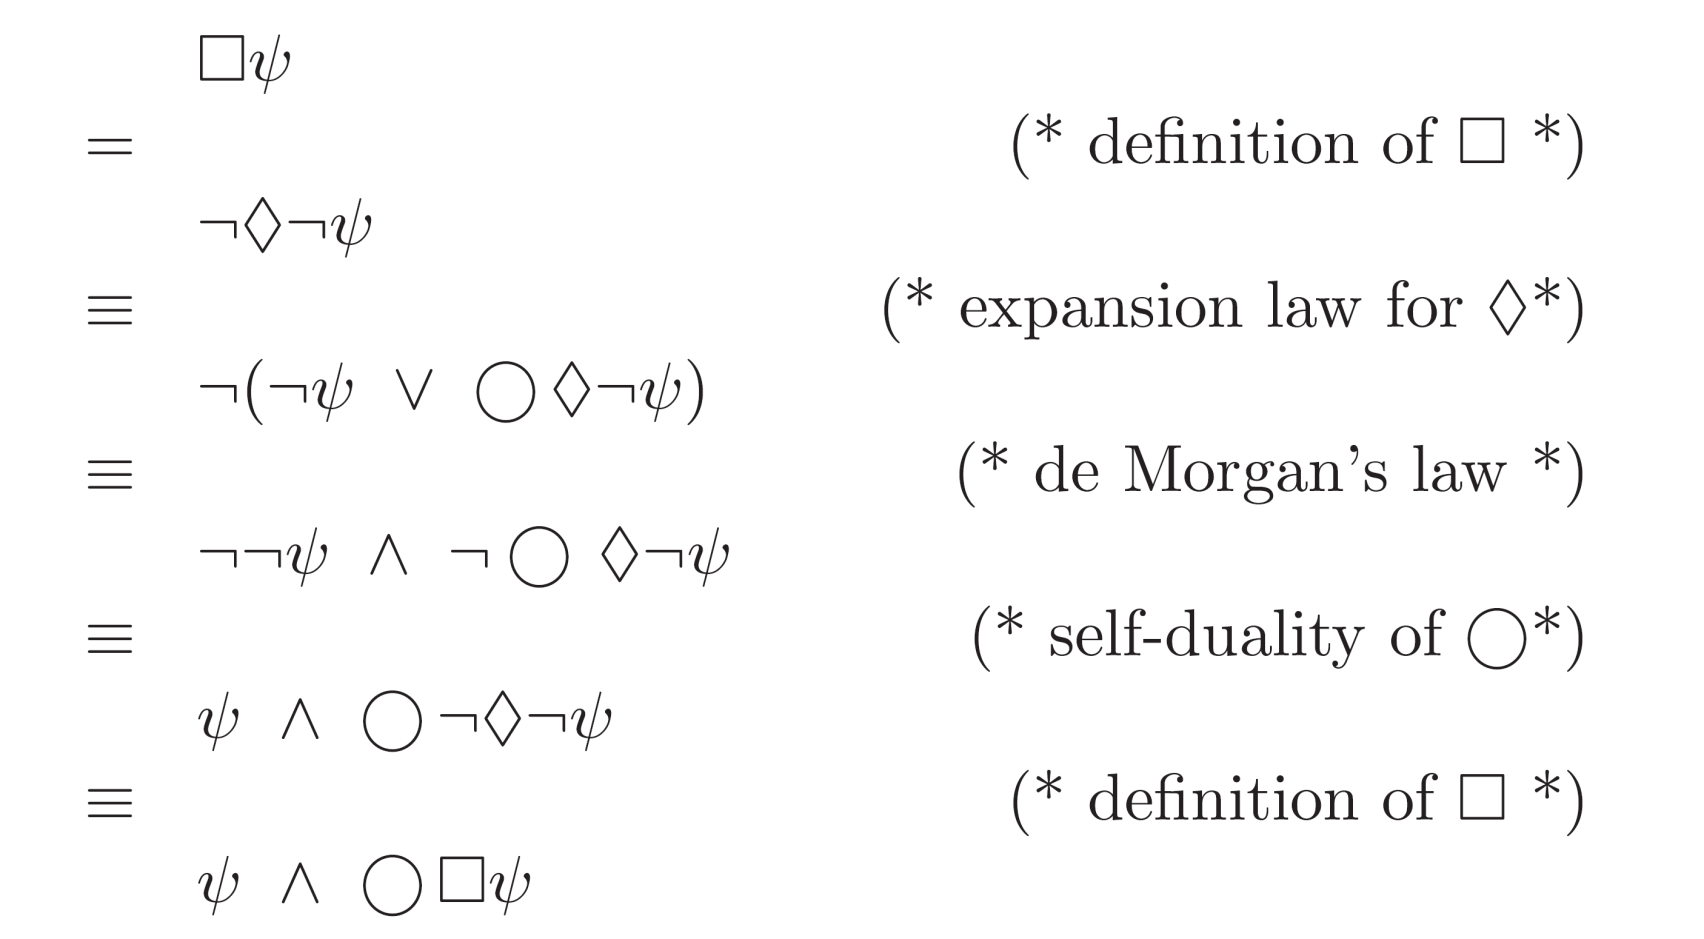 □ψ
= (* definition of □ *)
¬◇¬ψ
≡ (* expansion law for ◇*)
¬(¬ψ ∨ ○◇¬ψ)
≡ (* de Morgan’s law *)
¬¬ψ ∧ ¬○ ◇¬ψ
≡ (* self-duality of ○*)
ψ ∧ ○¬◇¬ψ
≡ (* definition of □ *)
ψ ∧ ○□ψ